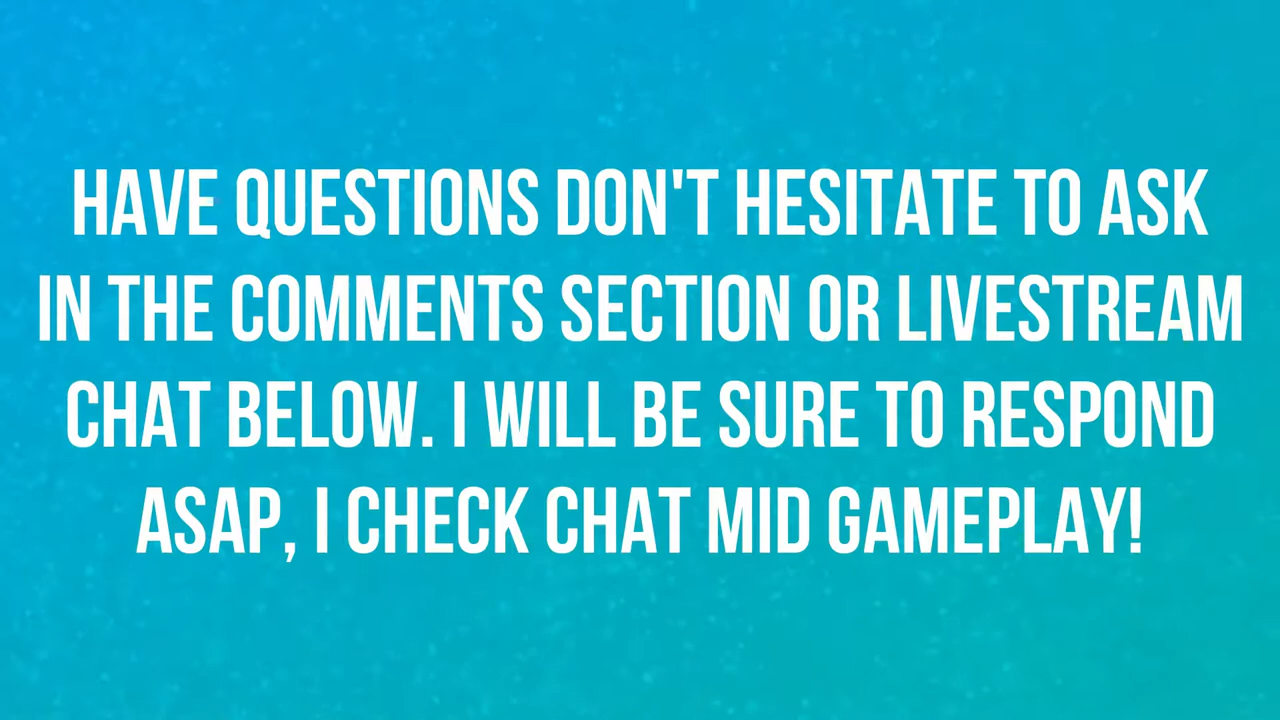 HAVE QUESTIONS DON'T HESITATE TO ASK
IN THE COMMENTS SECTION OR LIVESTREAM
CHAT BELOW. I WILL BE SURE TO RESPOND
ASAP, I CHECK CHAT MID GAMEPLAY!